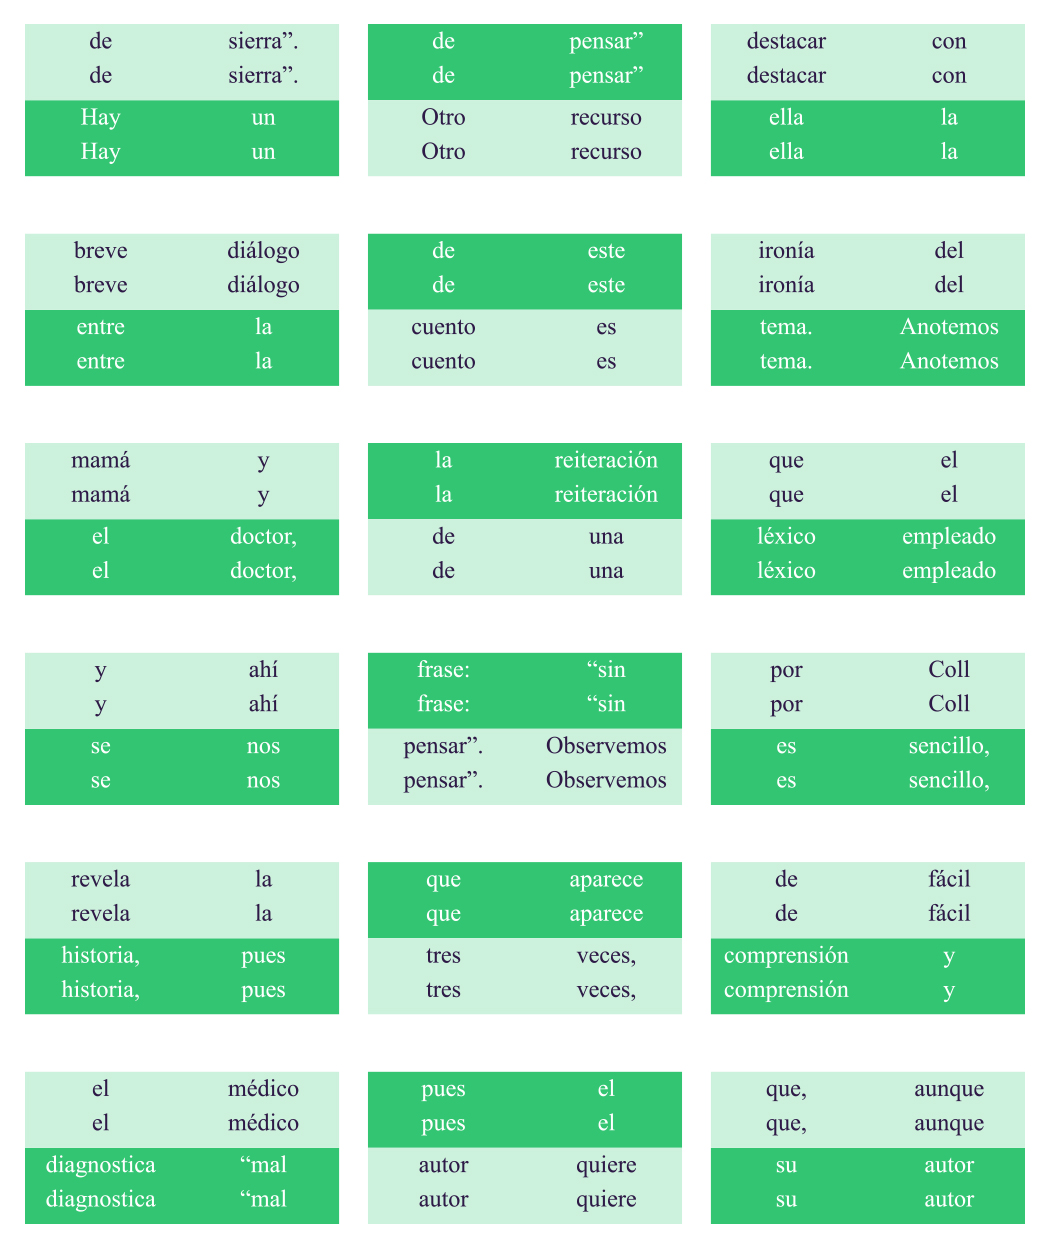 de sierra”.
de sierra”.
Hay un
Hay un
breve diálogo
breve diálogo
entre la
entre la
mamá y
mamá y
el doctor,
el doctor,
y ahí
y ahí
se nos
se nos
revela la
revela la
historia, pues
historia, pues
el médico
el médico
diagnostica “mal
diagnostica “mal
de pensar”
de pensar”
Otro recurso
Otro recurso
de este
de este
cuento es
cuento es
la reiteración
la reiteración
de una
de una
frase: “sin
frase: “sin
pensar”. Observemos
pensar”. Observemos
que aparece
que aparece
tres veces,
tres veces,
pues el
pues el
autor quiere
autor quiere
destacar con
destacar con
ella la
ella la
ironía del
ironía del
tema. Anotemos
tema. Anotemos
que el
que el
léxico empleado
léxico empleado
por Coll
por Coll
es sencillo,
es sencillo,
de fácil
de fácil
comprensión y
comprensión y
que, aunque
que, aunque
su autor
su autor